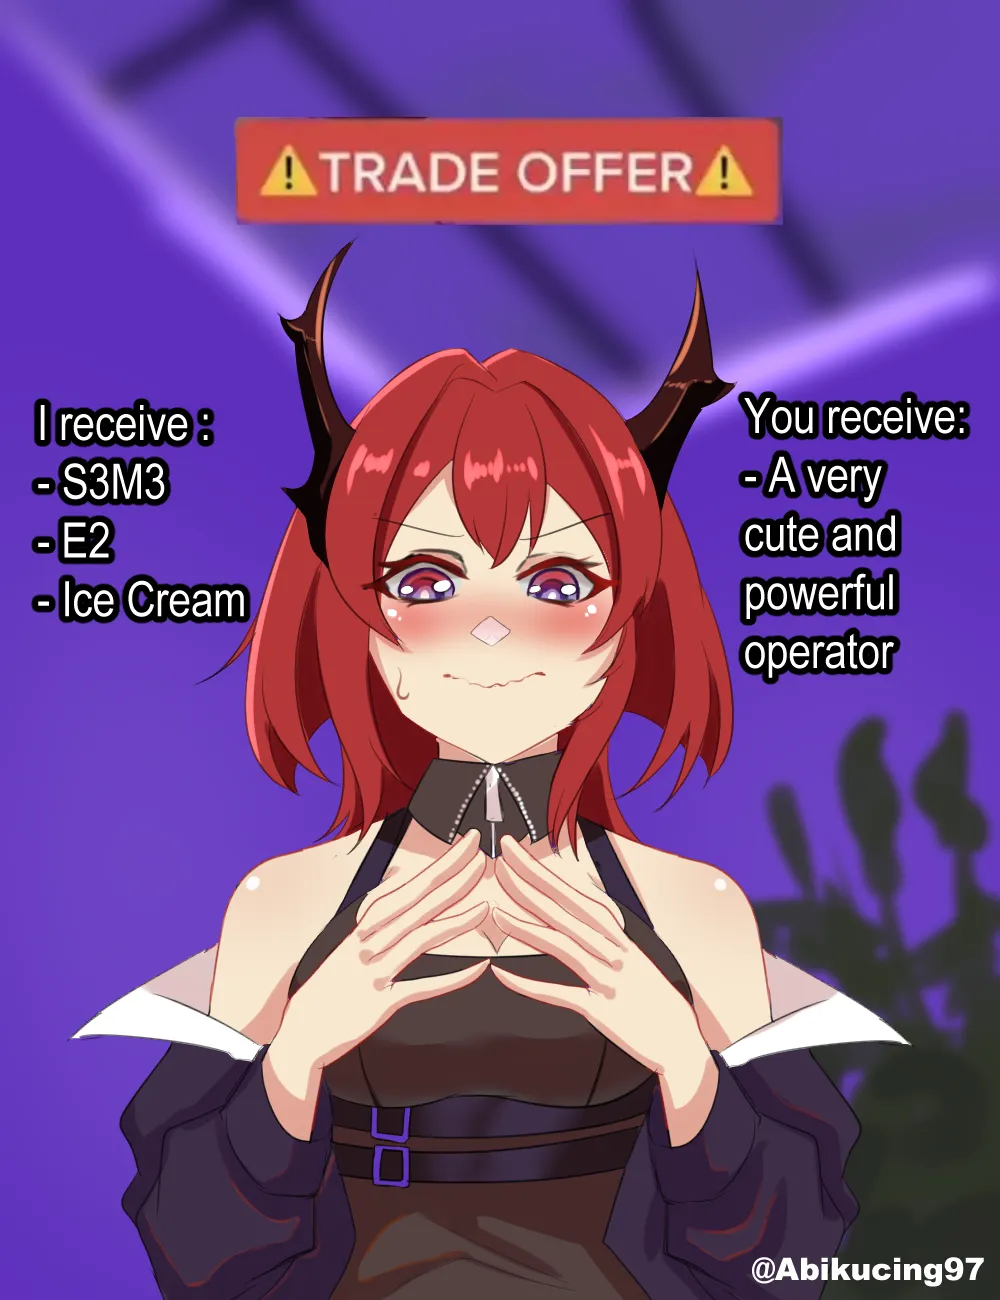 ⚠TRADE OFFER⚠
I receive :
- S3M3
- E2
- Ice Cream
You receive:
- A very
cute and
powerful
operator
@Abikucing97